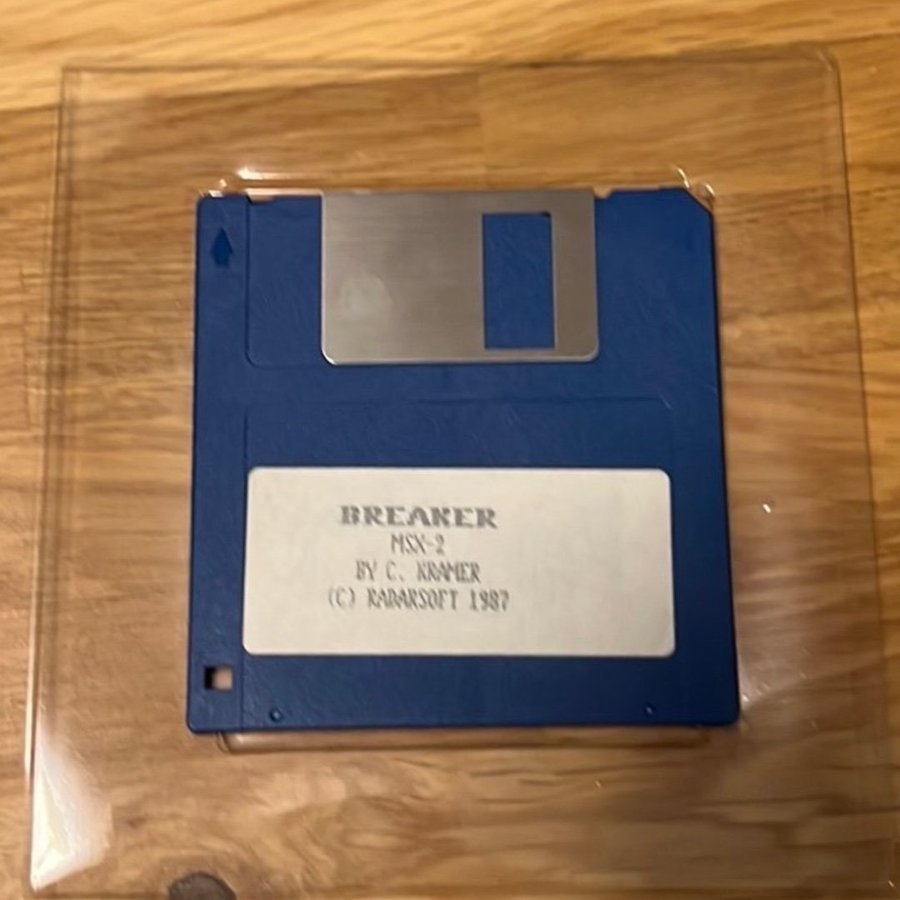 BREAKER
MSX-2
BY C. KRAMER
(C) RADARSOFT 1987